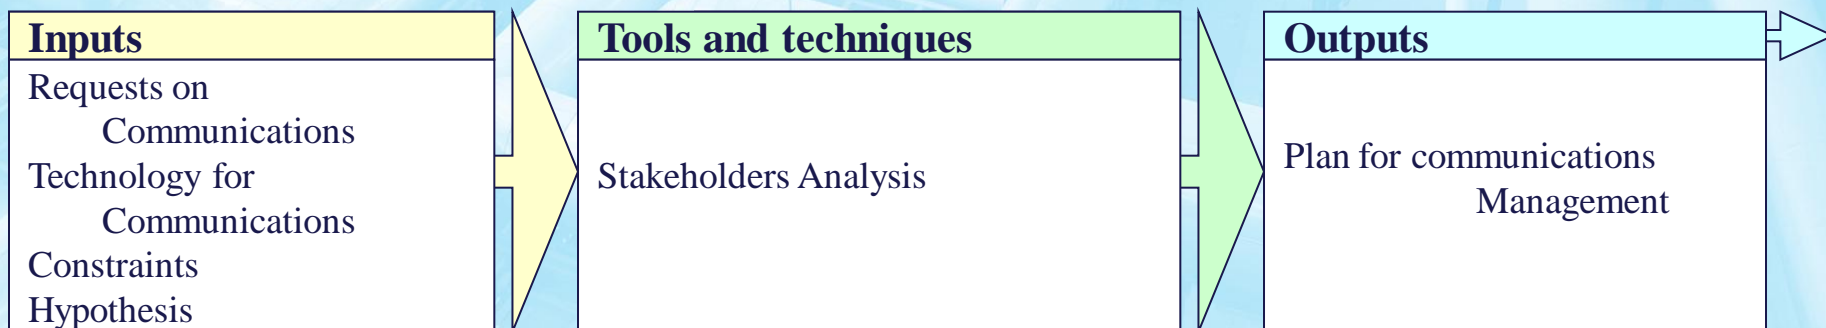 Inputs
Requests on
Communications
Technology for
Communications
Constraints
Hypothesis
Tools and techniques
Stakeholders Analysis
Outputs
Plan for communications
Management